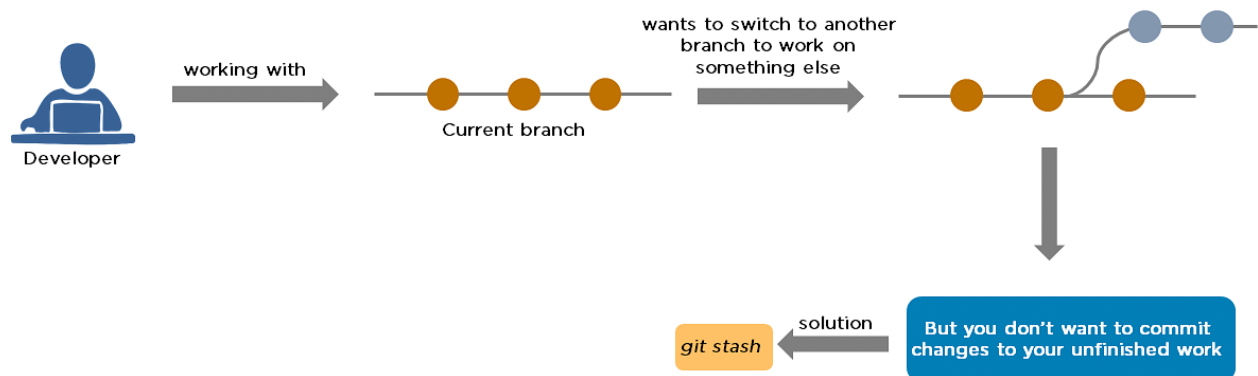 Developer
working with
Current branch
wants to switch to another
branch to work on
something else
But you don't want to commit
changes to your unfinished work
solution
git stash